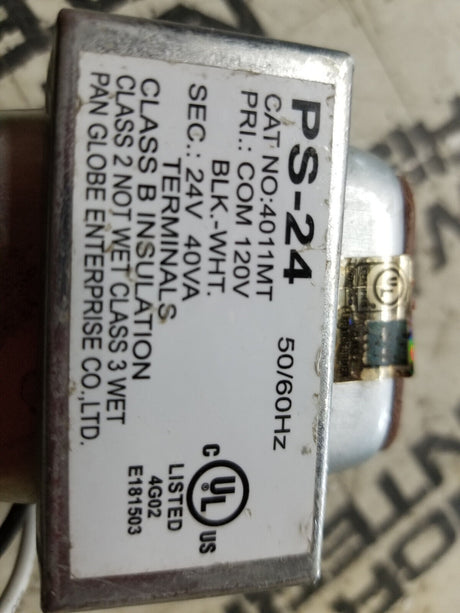 PS-24
CAT NO:4011MT 50/60Hz
PRI.: COM 120V
BLK.-WHT.
SEC.: 24V 40VA
TERMINALS
CLASS B INSULATION
CLASS 2 NOT WET CLASS 3 WET
PAN GLOBE ENTERPRISE CO.,LTD.
C UL US
®
LISTED
4G02
E181503
UL